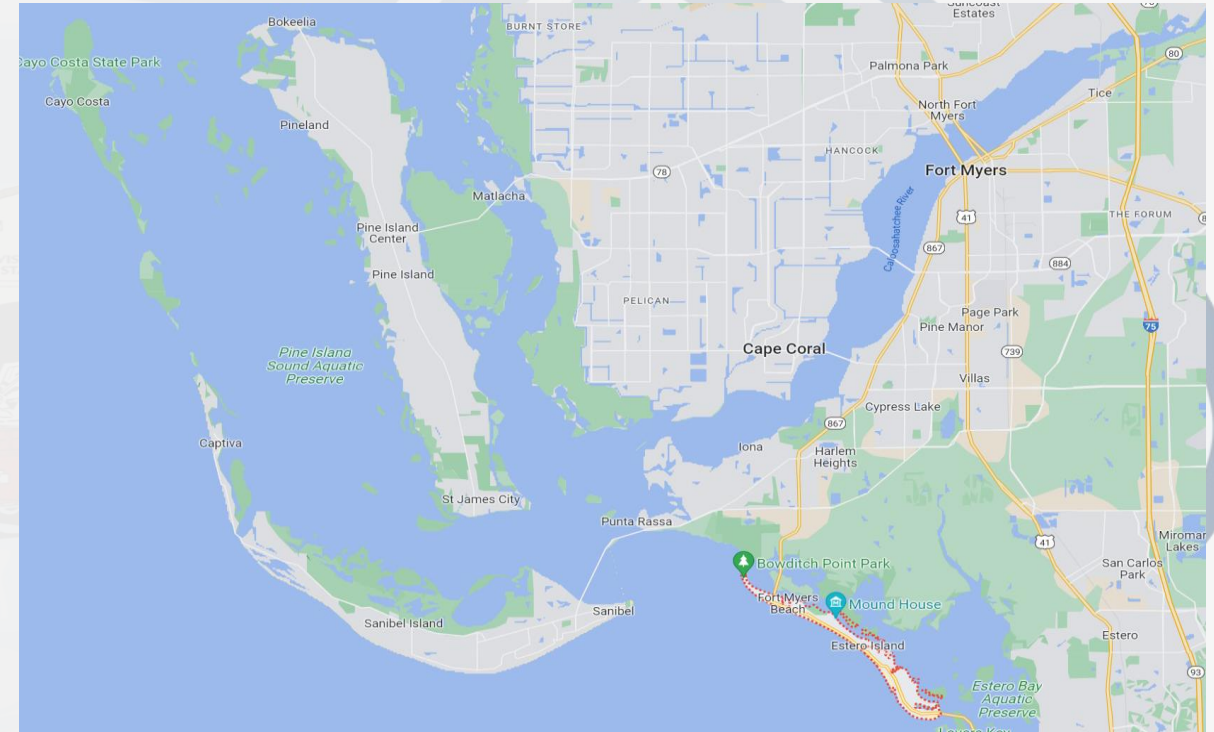 Suncoast
Estates
Bokeelia
BURNT STORE
80
Cayo Costa State Park
Palmona Park
Tice
Cayo Costa
North Fort
Myers
Pineland
HANCOCK
Fort Myers
78
Matlacha
Caloosahatchee River
41
THE FORUM
Pine Island
Center
867
884
Pine Island
PELICAN
Page Park
Pine Manor
75
Pine Island
Sound Aquatic
Preserve
Cape Coral
739
Villas
Cypress Lake
867
Captiva
Iona
Harlem
Heights
St James City
Punta Rassa
41
Miromar
Lakes
Bowditch Point Park
San Carlos
Park
Fort Myers
Beach
Mound House
Sanibel
Sanibel Island
Estero Island
Estero
93
Estero Bay
Aquatic
Preserve